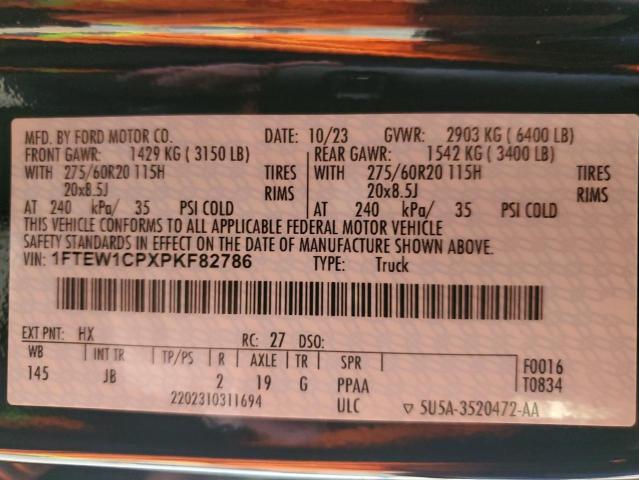 MFD. BY FORD MOTOR CO. DATE: 10/23 GVWR: 2903 KG ( 6400 LB)
FRONT GAWR: 1429 KG ( 3150 LB) REAR GAWR: 1542 KG ( 3400 LB)
WITH 275/60R20 115H TIRES WITH 275/60R20 115H TIRES
20x8.5J RIMS 20x8.5J RIMS
AT 240 kPa/ 35 PSI COLD AT 240 kPa/ 35 PSI COLD
THIS VEHICLE CONFORMS TO ALL APPLICABLE FEDERAL MOTOR VEHICLE
SAFETY STANDARDS IN EFFECT ON THE DATE OF MANUFACTURE SHOWN ABOVE.
VIN: 1FTEW1CPXPKF82786 TYPE: Truck
EXT PNT: HX RC: 27 DSO:
WB INT TR TP/PS R AXLE TR SPR F0016
145 JB 2 19 G PPAA T0834
2202310311694 ULC ▽ 5U5A-3520472-AA